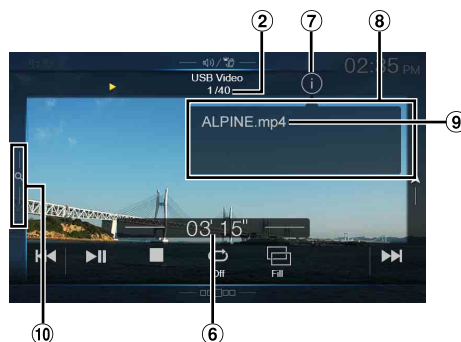 ② ⑦ ⑧
02:35 PM
USB Video
1/40
i
ALPINE.mp4
⑨
03' 15"
Off Fill
⑩ ⑥